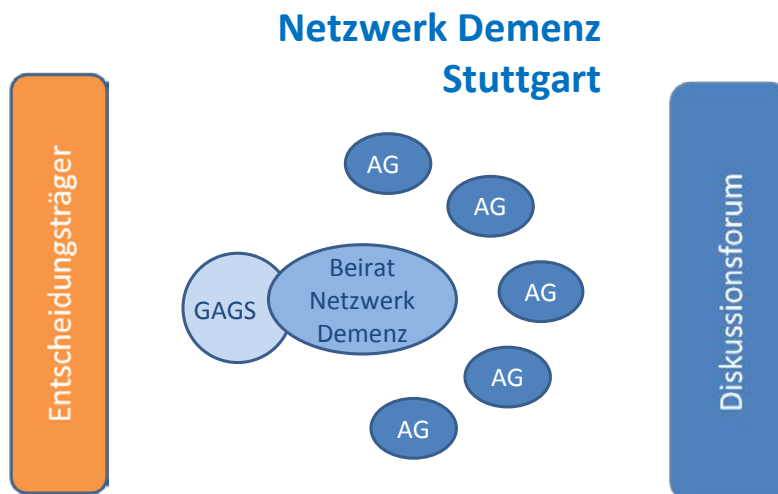 Netzwerk Demenz
Stuttgart
Entscheidungsträger
AG
AG
Beirat
Netzwerk
Demenz
GAGS
AG
AG
AG
Diskussionsforum